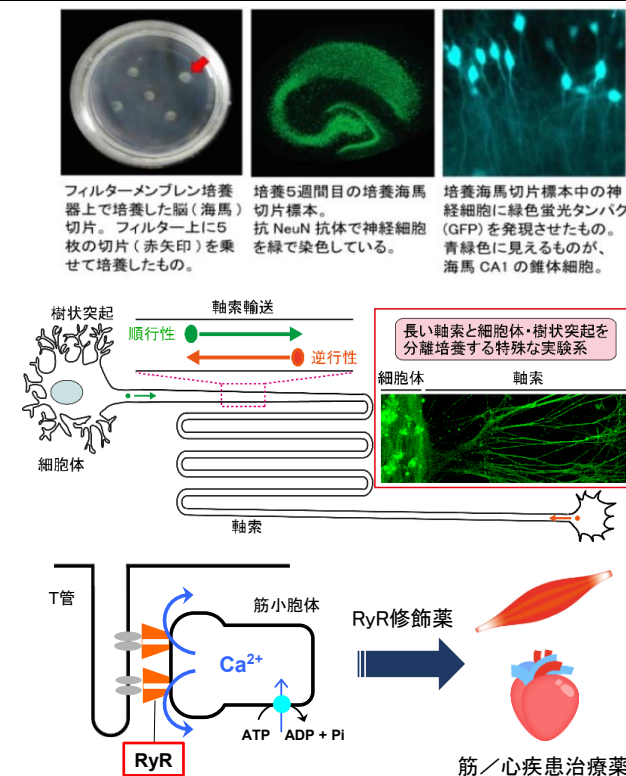 フィルターメンブレン培養
器上で培養した脳(海馬)
切片。フィルター上に5
枚の切片(赤矢印)を乗
せて培養したもの。
培養5週間目の培養海馬
切片標本。
抗 NeuN 抗体で神経細胞
を緑で染色している。
培養海馬切片標本中の神
経細胞に緑色蛍光タンパク
(GFP)を発現させたもの。
青緑色に見えるものが、
海馬 CA1 の錐体細胞。
樹状突起
軸索輸送
順行性
逆行性
細胞体
軸索
長い軸索と細胞体・樹状突起を
分離培養する特殊な実験系
細胞体
軸索
T管
筋小胞体
Ca2+
ATP
ADP + Pi
RyR
RyR修飾薬
筋/心疾患治療薬